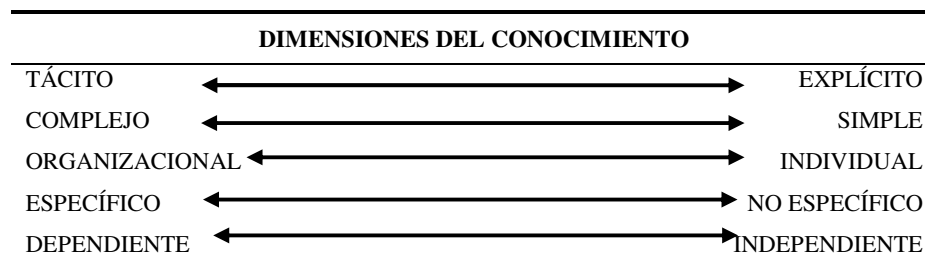 DIMENSIONES DEL CONOCIMIENTO
TÁCITO EXPLÍCITO
COMPLEJO SIMPLE
ORGANIZACIONAL INDIVIDUAL
ESPECÍFICO NO ESPECÍFICO
DEPENDIENTE INDEPENDIENTE